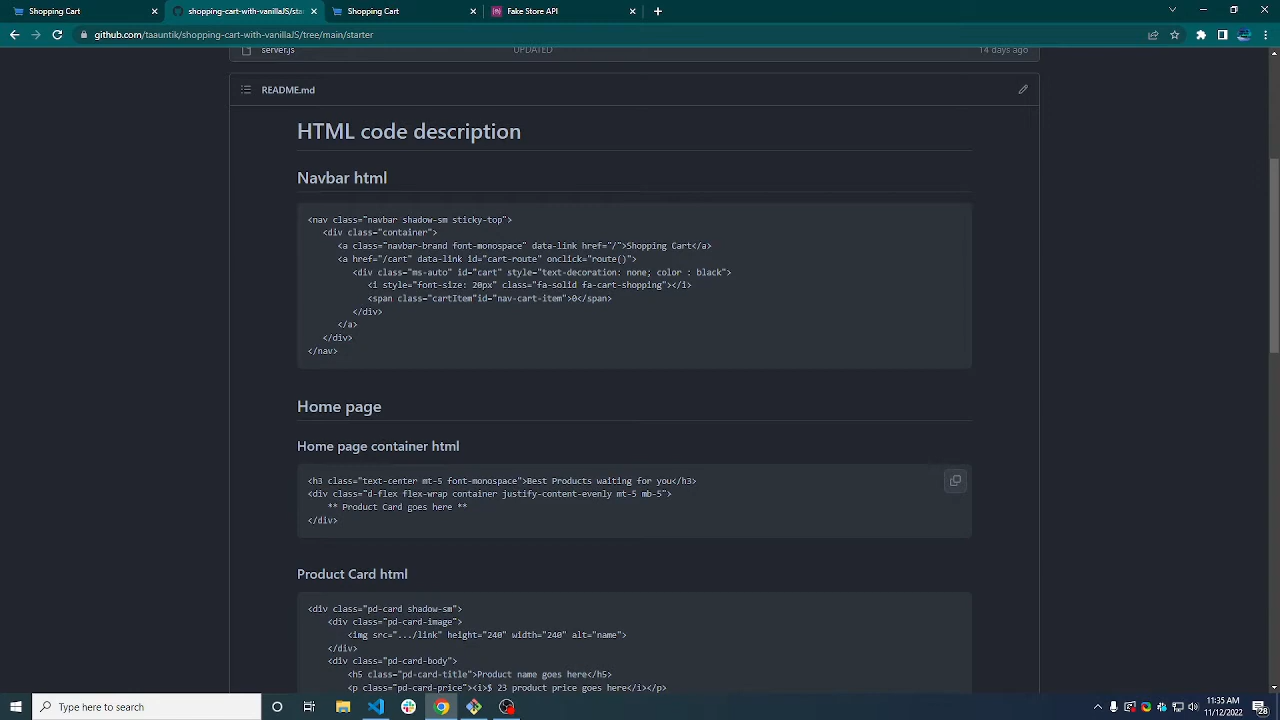 Shopping Cart
shopping-cart-with-vanillaJS/star
Shopping Cart
Fake Store API
github.com/taauntik/shopping-cart-with-vanillaJS/tree/main/starter
server.js UPDATED 14 days ago
README.md
HTML code description
Navbar html
<nav class="navbar shadow-sm sticky-top">
<div class="container">
<a class="navbar-brand font-monospace" data-link href="/">Shopping Cart</a>
<a href="/cart" data-link id="cart-route" onclick="route()">
<div class="ms-auto" id="cart" style="text-decoration: none; color : black">
<i style="font-size: 20px" class="fa-solid fa-cart-shopping"></i>
<span class="cartItem"id="nav-cart-item">0</span>
</div>
</a>
</div>
</nav>
Home page
Home page container html
<h3 class="text-center mt-5 font-monospace">Best Products waiting for you</h3>
<div class="d-flex flex-wrap container justify-content-evenly mt-5 mb-5">
** Product Card goes here **
</div>
Product Card html
<div class="pd-card shadow-sm">
<div class="pd-card-image">
<img src=".../link" height="240" width="240" alt="name">
</div>
<div class="pd-card-body">
<h5 class="pd-card-title">Product name goes here</h5>
<p class="pd-card-price"><i>$ 23 product price goes here</i></p>
Type here to search
11:35 AM
11/12/2022
28